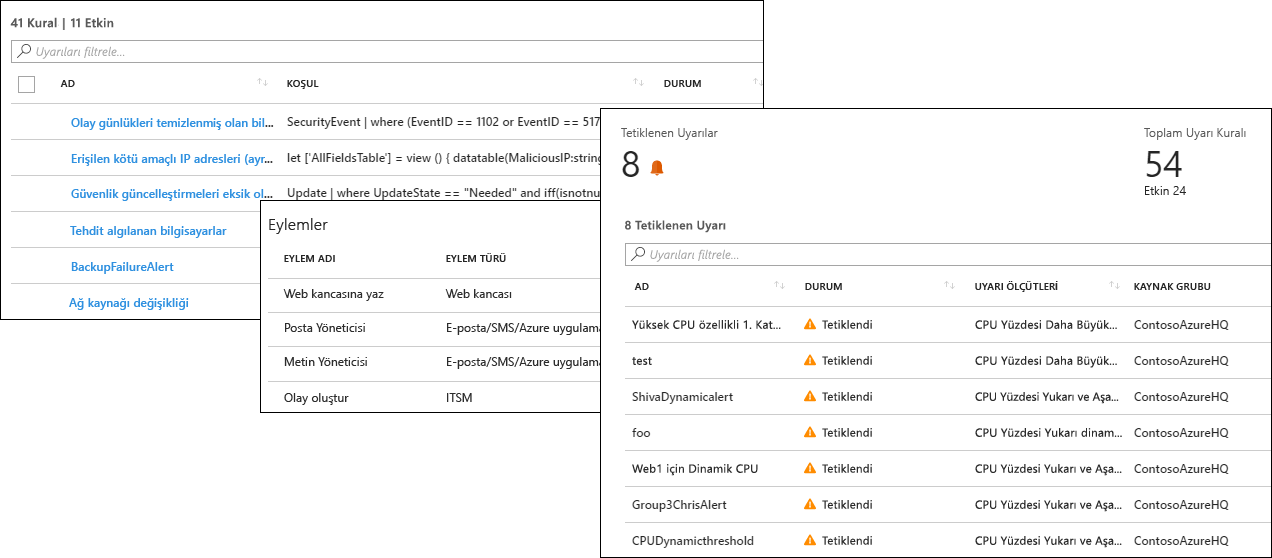 41 Kural | 11 Etkin
Uyarıları filtrele...
AD KOŞUL DURUM
Olay günlükleri temizlenmiş olan bil... SecurityEvent | where (EventID == 1102 or EventID == 517
Erişilen kötü amaçlı IP adresleri (ayr... let ['AllFieldsTable'] = view () { datatable(MaliciousIP:string
Güvenlik güncelleştirmeleri eksik ol... Update | where UpdateState == "Needed" and iff(isnotnu
Tehdit algılanan bilgisayarlar
BackupFailureAlert
Ağ kaynağı değişikliği
Eylemler
EYLEM ADI EYLEM TÜRÜ
Web kancasına yaz Web kancası
Posta Yöneticisi E-posta/SMS/Azure uygulama
Metin Yöneticisi E-posta/SMS/Azure uygulama
Olay oluştur ITSM
Tetiklenen Uyarılar Toplam Uyarı Kuralı
8 54
Etkin 24
8 Tetiklenen Uyarı
Uyarıları filtrele...
AD DURUM UYARI ÖLÇÜTLERİ KAYNAK GRUBU
Yüksek CPU özellikli 1. Kat... Tetiklendi CPU Yüzdesi Daha Büyük... ContosoAzureHQ
test Tetiklendi CPU Yüzdesi Daha Büyük... ContosoAzureHQ
ShivaDynamicalert Tetiklendi CPU Yüzdesi Yukarı ve Aşa... ContosoAzureHQ
foo Tetiklendi CPU Yüzdesi Yukarı dinam... ContosoAzureHQ
Web1 için Dinamik CPU Tetiklendi CPU Yüzdesi Yukarı ve Aşa... ContosoAzureHQ
Group3ChrisAlert Tetiklendi CPU Yüzdesi Yukarı ve Aşa... ContosoAzureHQ
CPUDynamicthreshold Tetiklendi CPU Yüzdesi Yukarı ve Aşa... ContosoAzureHQ